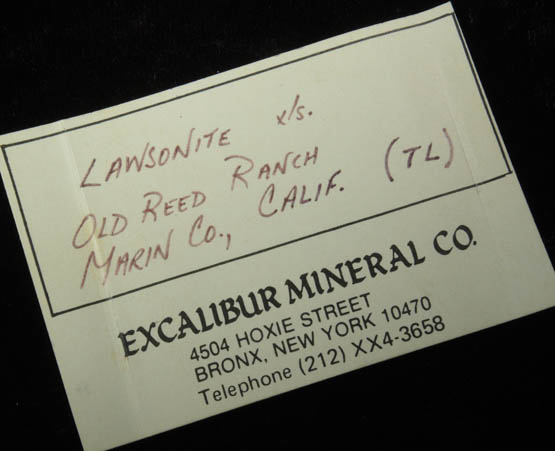 LAWSONITE x/s.
OLD REED RANCH
MARIN CO., CALIF. (TL)
EXCALIBUR MINERAL CO.
4504 HOXIE STREET
BRONX, NEW YORK 10470
Telephone (212) XX4-3658